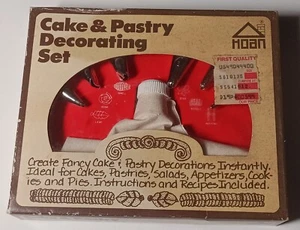 Cake & Pastry
Decorating
Set
HOAN
FIRST QUALITY
Create Fancy Cake & Pastry Decorations Instantly.
Ideal for Cakes, Pastries, Salads, Appetizers, Cook-
ies and Pies. Instructions and Recipes Included.